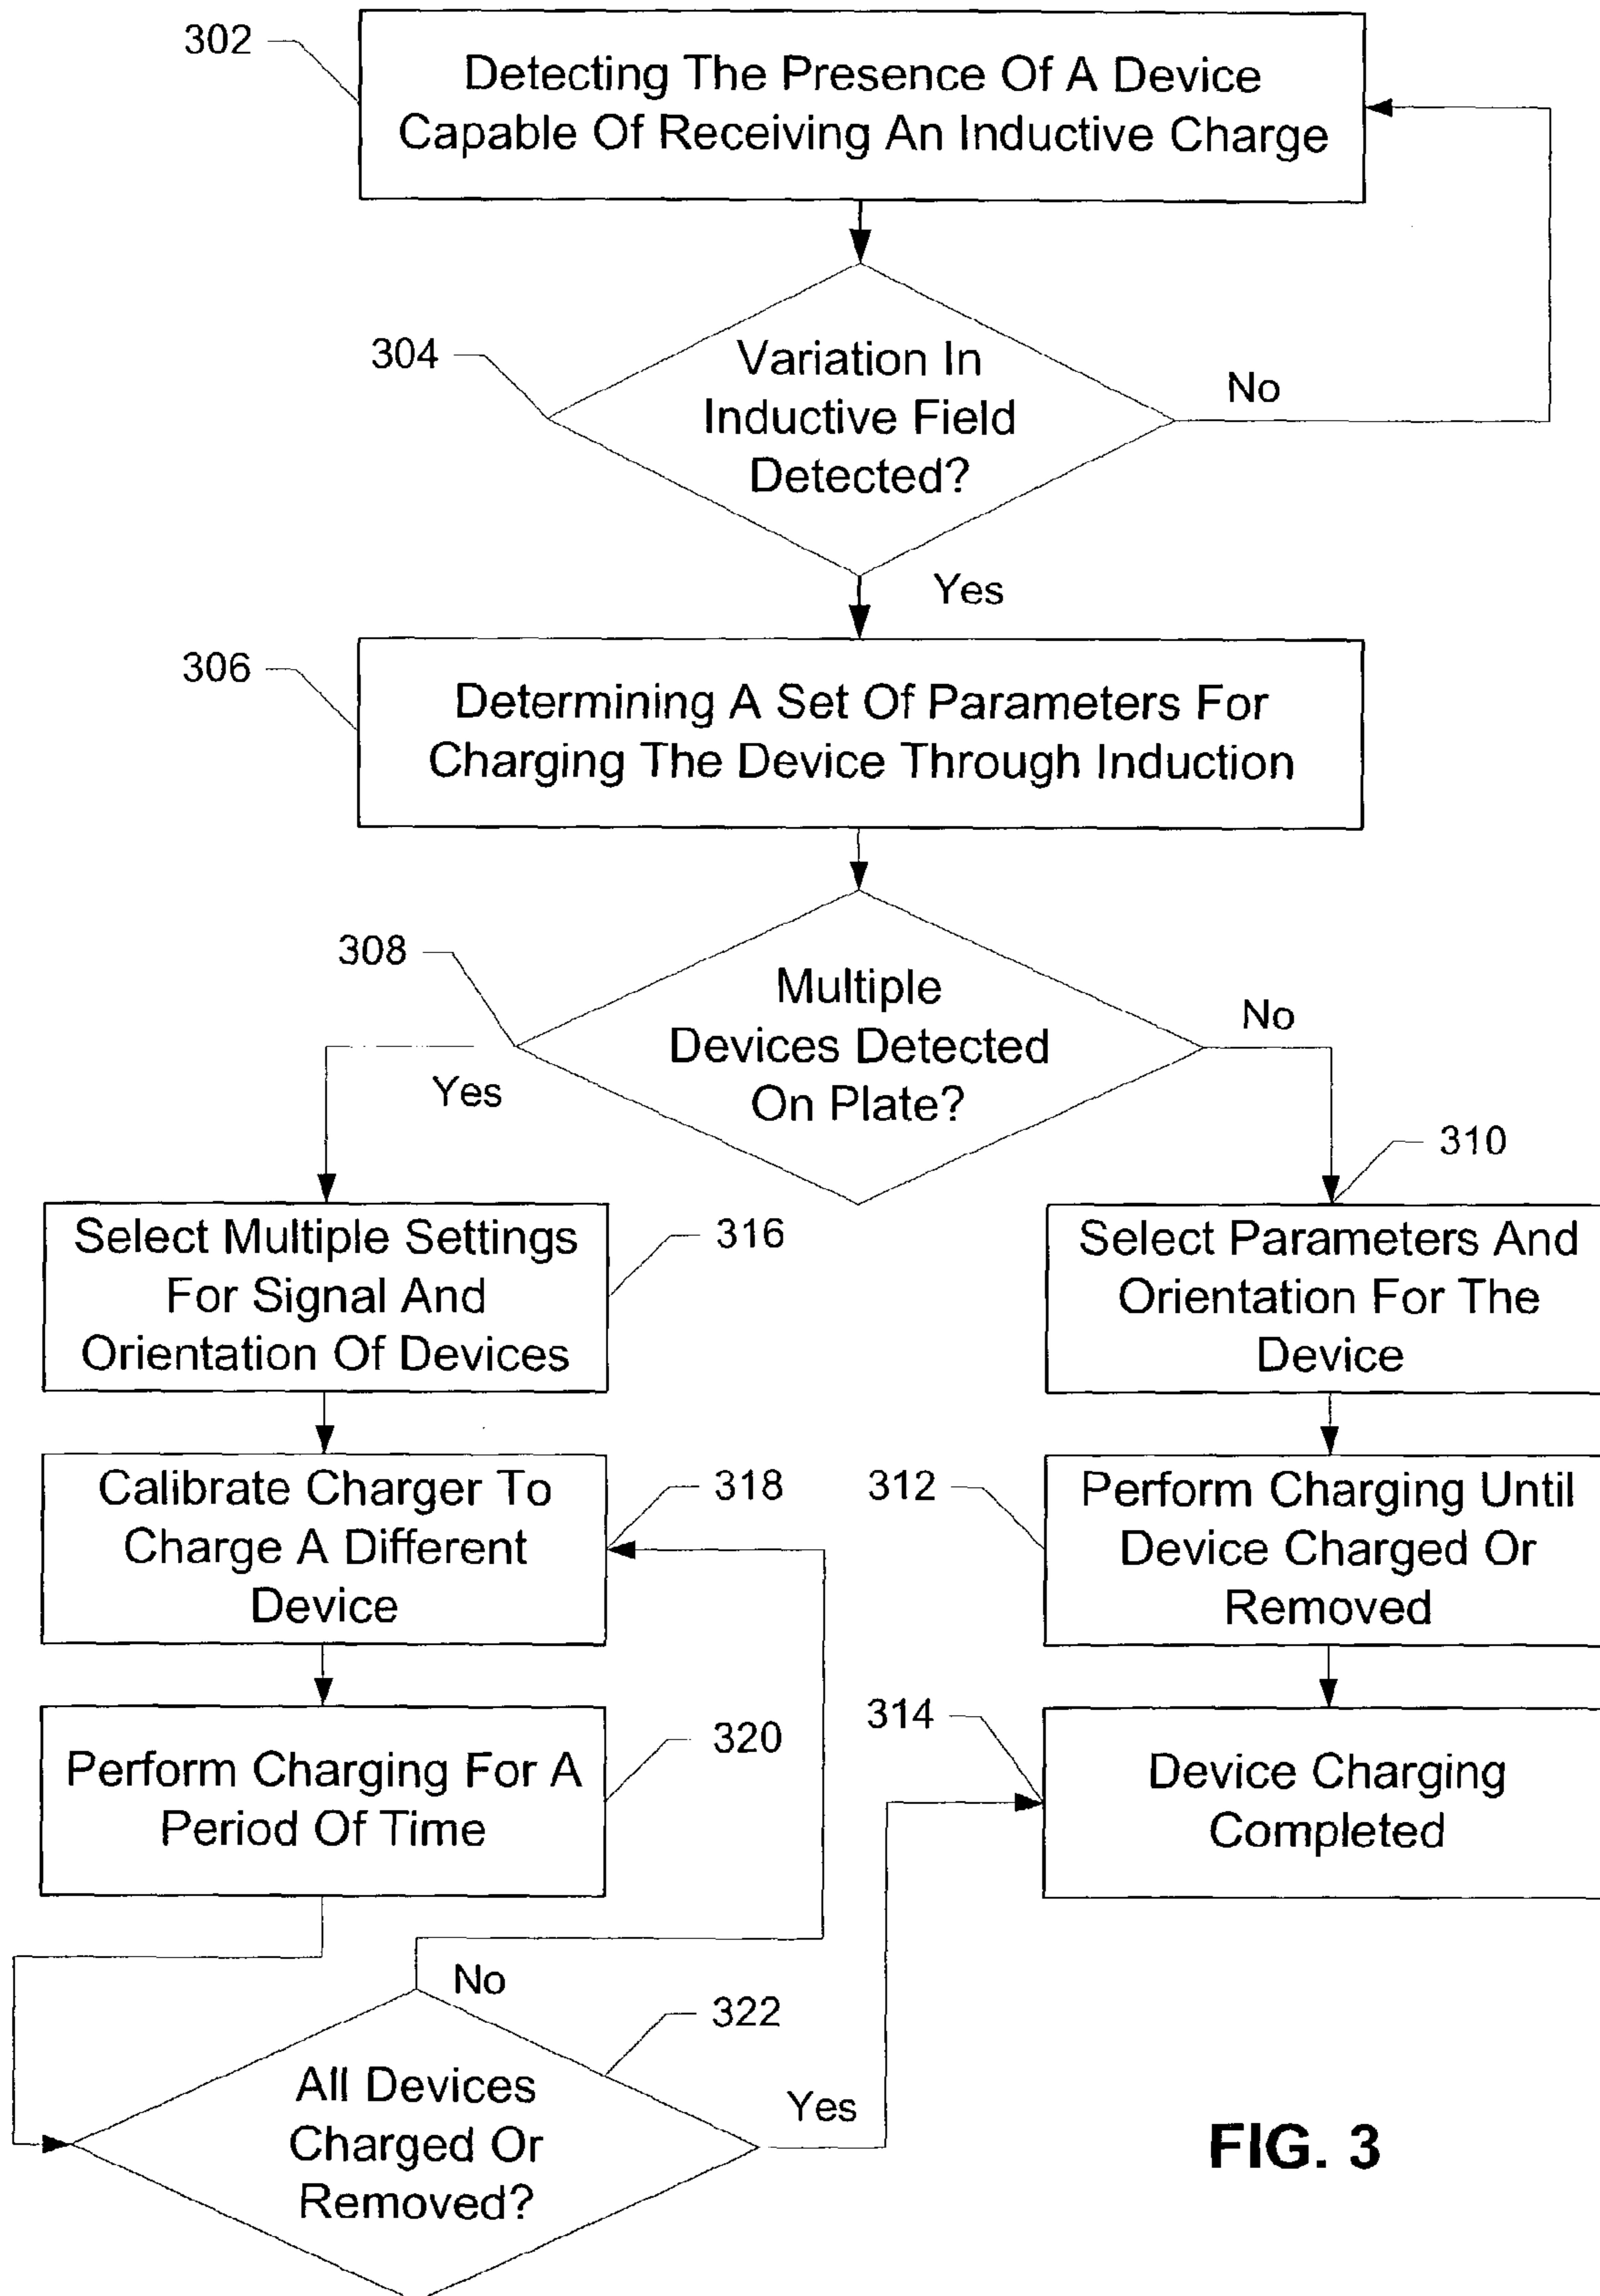 302
Detecting The Presence Of A Device
Capable Of Receiving An Inductive Charge
304
Variation In
Inductive Field
Detected?
No
Yes
306
Determining A Set Of Parameters For
Charging The Device Through Induction
308
Multiple
Devices Detected
On Plate?
No
Yes
310
Select Multiple Settings
For Signal And
Orientation Of Devices
316
Select Parameters And
Orientation For The
Device
Calibrate Charger To
Charge A Different
Device
318
312
Perform Charging Until
Device Charged Or
Removed
Perform Charging For A
Period Of Time
320
314
Device Charging
Completed
No
322
All Devices
Charged Or
Removed?
Yes
FIG. 3